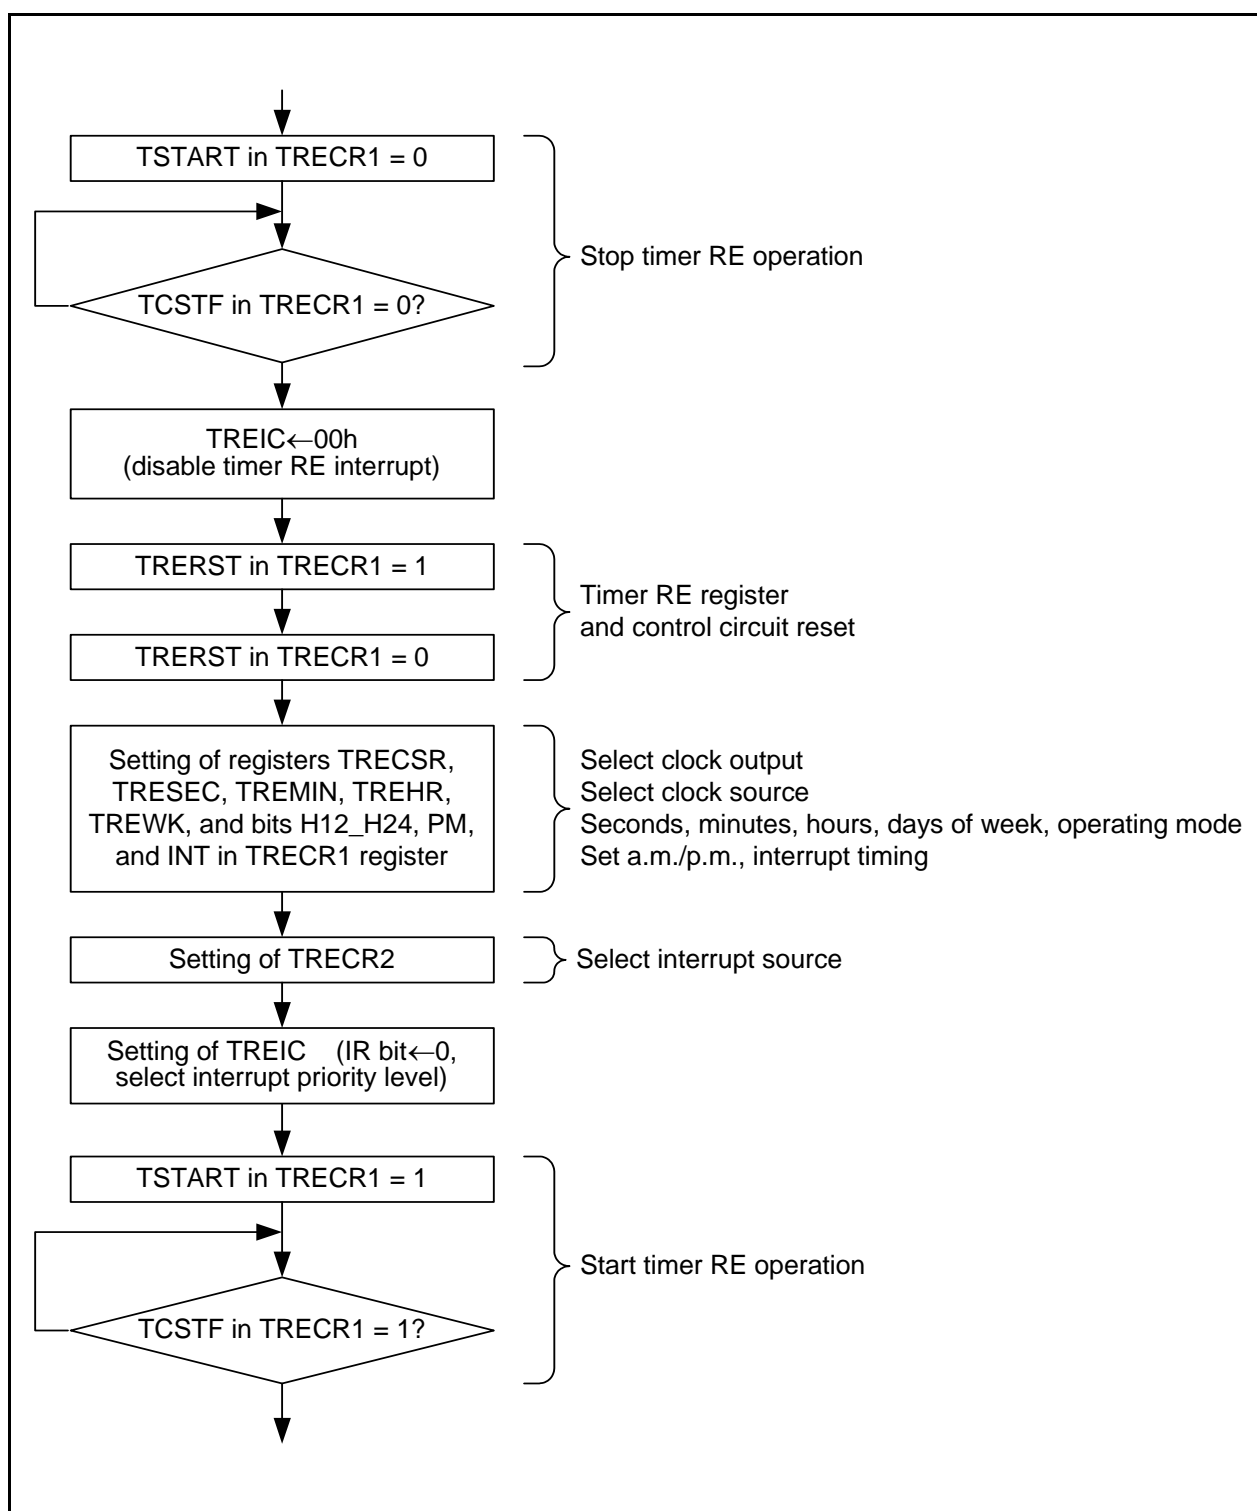 TSTART in TRECR1 = 0
TCSTF in TRECR1 = 0?
Stop timer RE operation
TREIC←00h
(disable timer RE interrupt)
TRERST in TRECR1 = 1
TRERST in TRECR1 = 0
Timer RE register
and control circuit reset
Setting of registers TRECSR,
TRESEC, TREMIN, TREHR,
TREWK, and bits H12_H24, PM,
and INT in TRECR1 register
Select clock output
Select clock source
Seconds, minutes, hours, days of week, operating mode
Set a.m./p.m., interrupt timing
Setting of TRECR2
Select interrupt source
Setting of TREIC (IR bit←0,
select interrupt priority level)
TSTART in TRECR1 = 1
TCSTF in TRECR1 = 1?
Start timer RE operation